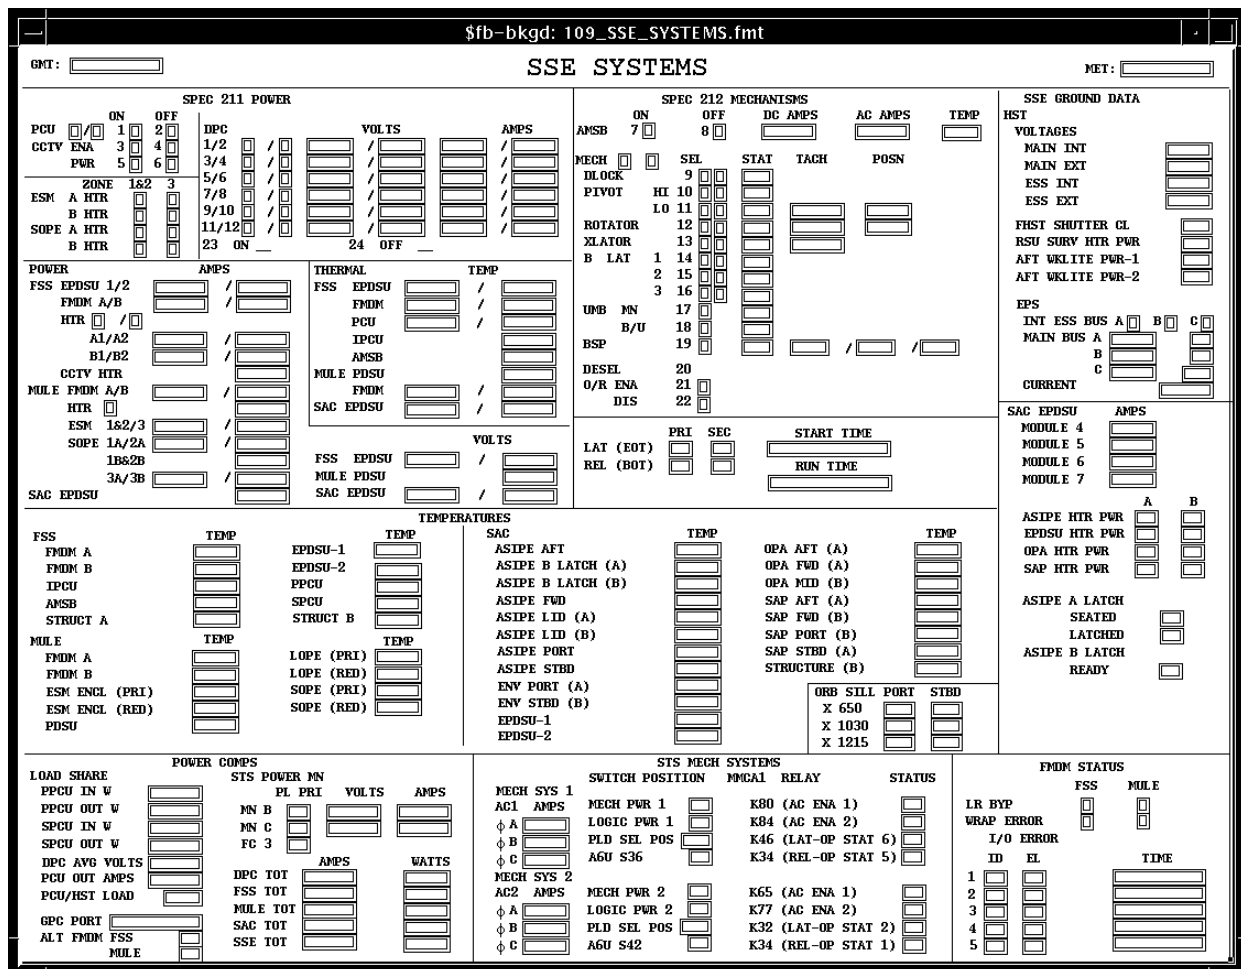 $fb-bkgd: 109_SSE_SYSTEMS.fmt
GMT:
SSE SYSTEMS
MET:
SPEC 211 POWER
ON OFF
PCU / 1 2
CCTV ENA 3 4
PWR 5 6
DPC VOLTS AMPS
1/2 / / /
3/4 / / /
5/6 / / /
7/8 / / /
9/10 / / /
11/12 / / /
23 ON __ 24 OFF __
ZONE 1&2 3
ESM A HTR
B HTR
SOPE A HTR
B HTR
POWER AMPS
FSS EPDSU 1/2 /
FMDM A/B /
HTR /
A1/A2 /
B1/B2 /
CCTV HTR
MULE FMDM A/B /
HTR
ESM 1&2/3 /
SOPE 1A/2A /
1B&2B
3A/3B /
SAC EPDSU
THERMAL TEMP
FSS EPDSU /
FMDM /
PCU /
IPCU
AMSB
MULE PDSU
FMDM /
SAC EPDSU /
VOLTS
FSS EPDSU /
MULE PDSU
SAC EPDSU /
SPEC 212 MECHANISMS
ON OFF DC AMPS AC AMPS TEMP
AMSB 7 8
MECH SEL STAT TACH POSN
DLOCK 9
PIVOT HI 10
LO 11
ROTATOR 12
XLATOR 13
B LAT 1 14
2 15
3 16
UMB MN 17
B/U 18
BSP 19 / /
DESEL 20
O/R ENA 21
DIS 22
PRI SEC START TIME
LAT (EOT)
REL (BOT) RUN TIME
SSE GROUND DATA
HST
VOLTAGES
MAIN INT
MAIN EXT
ESS INT
ESS EXT
FHST SHUTTER CL
RSU SURV HTR PWR
AFT WKLITE PWR-1
AFT WKLITE PWR-2
EPS
INT ESS BUS A B C
MAIN BUS A
B
C
CURRENT
SAC EPDSU AMPS
MODULE 4
MODULE 5
MODULE 6
MODULE 7
A B
ASIPE HTR PWR
EPDSU HTR PWR
OPA HTR PWR
SAP HTR PWR
ASIPE A LATCH
SEATED
LATCHED
ASIPE B LATCH
READY
TEMPERATURES
FSS TEMP TEMP
FMDM A EPDSU-1
FMDM B EPDSU-2
IPCU PPCU
AMSB SPCU
STRUCT A STRUCT B
MULE TEMP TEMP
FMDM A LOPE (PRI)
FMDM B LOPE (RED)
ESM ENCL (PRI) SOPE (PRI)
ESM ENCL (RED) SOPE (RED)
PDSU
SAC TEMP TEMP
ASIPE AFT OPA AFT (A)
ASIPE B LATCH (A) OPA FWD (A)
ASIPE B LATCH (B) OPA MID (B)
ASIPE FWD SAP AFT (A)
ASIPE LID (A) SAP FWD (B)
ASIPE LID (B) SAP PORT (B)
ASIPE PORT SAP STBD (A)
ASIPE STBD STRUCTURE (B)
ENV PORT (A)
ENV STBD (B)
EPDSU-1
EPDSU-2
ORB SILL PORT STBD
X 650
X 1030
X 1215
POWER COMPS
LOAD SHARE
PPCU IN W
PPCU OUT W
SPCU IN W
SPCU OUT W
DPC AVG VOLTS
PCU OUT AMPS
PCU/HST LOAD
GPC PORT
ALT FMDM FSS
MULE
STS POWER MN
PL PRI VOLTS AMPS
MN B
MN C
FC 3
AMPS WATTS
DPC TOT
FSS TOT
MULE TOT
SAC TOT
SSE TOT
STS MECH SYSTEMS
SWITCH POSITION MMCA1 RELAY STATUS
MECH SYS 1
AC1 AMPS MECH PWR 1 K80 (AC ENA 1)
ϕ A LOGIC PWR 1 K84 (AC ENA 2)
ϕ B PLD SEL POS K46 (LAT-OP STAT 6)
ϕ C A6U S36 K34 (REL-OP STAT 5)
MECH SYS 2
AC2 AMPS MECH PWR 2 K65 (AC ENA 1)
ϕ A LOGIC PWR 2 K77 (AC ENA 2)
ϕ B PLD SEL POS K32 (LAT-OP STAT 2)
ϕ C A6U S42 K34 (REL-OP STAT 1)
FMDM STATUS
FSS MULE
LR BYP
WRAP ERROR
I/O ERROR
ID EL TIME
1
2
3
4
5